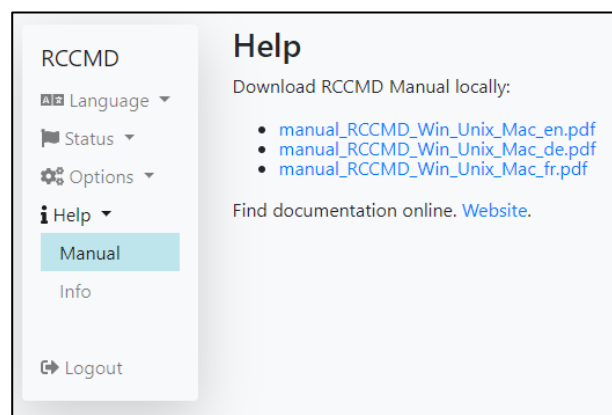 RCCMD
Language
Status
Options
Help
Manual
Info
Logout
Help
Download RCCMD Manual locally:
manual_RCCMD_Win_Unix_Mac_en.pdf
manual_RCCMD_Win_Unix_Mac_de.pdf
manual_RCCMD_Win_Unix_Mac_fr.pdf
Find documentation online. Website.